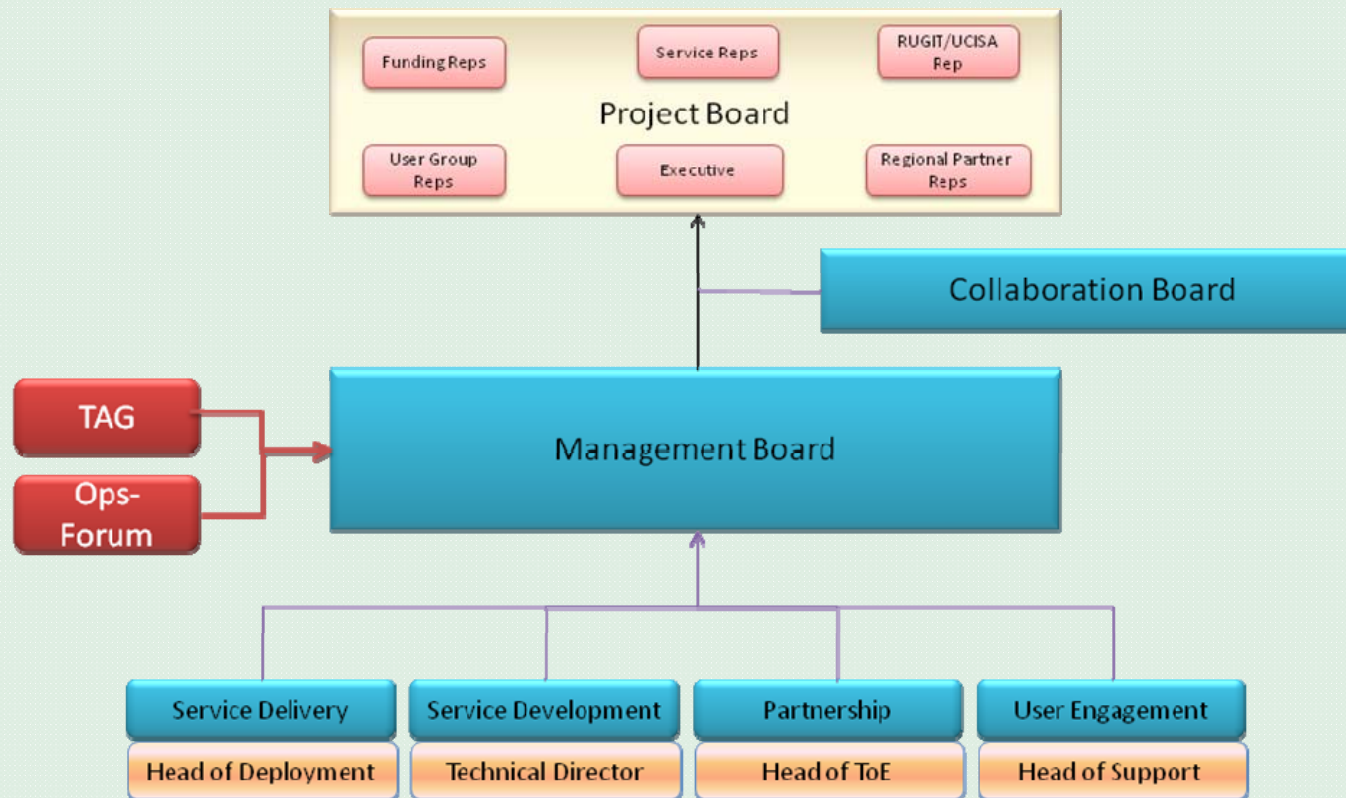 Funding Reps
Service Reps
RUGIT/UCISA
Rep
Project Board
User Group
Reps
Executive
Regional Partner
Reps
Collaboration Board
TAG
Ops-
Forum
Management Board
Service Delivery
Service Development
Partnership
User Engagement
Head of Deployment
Technical Director
Head of ToE
Head of Support